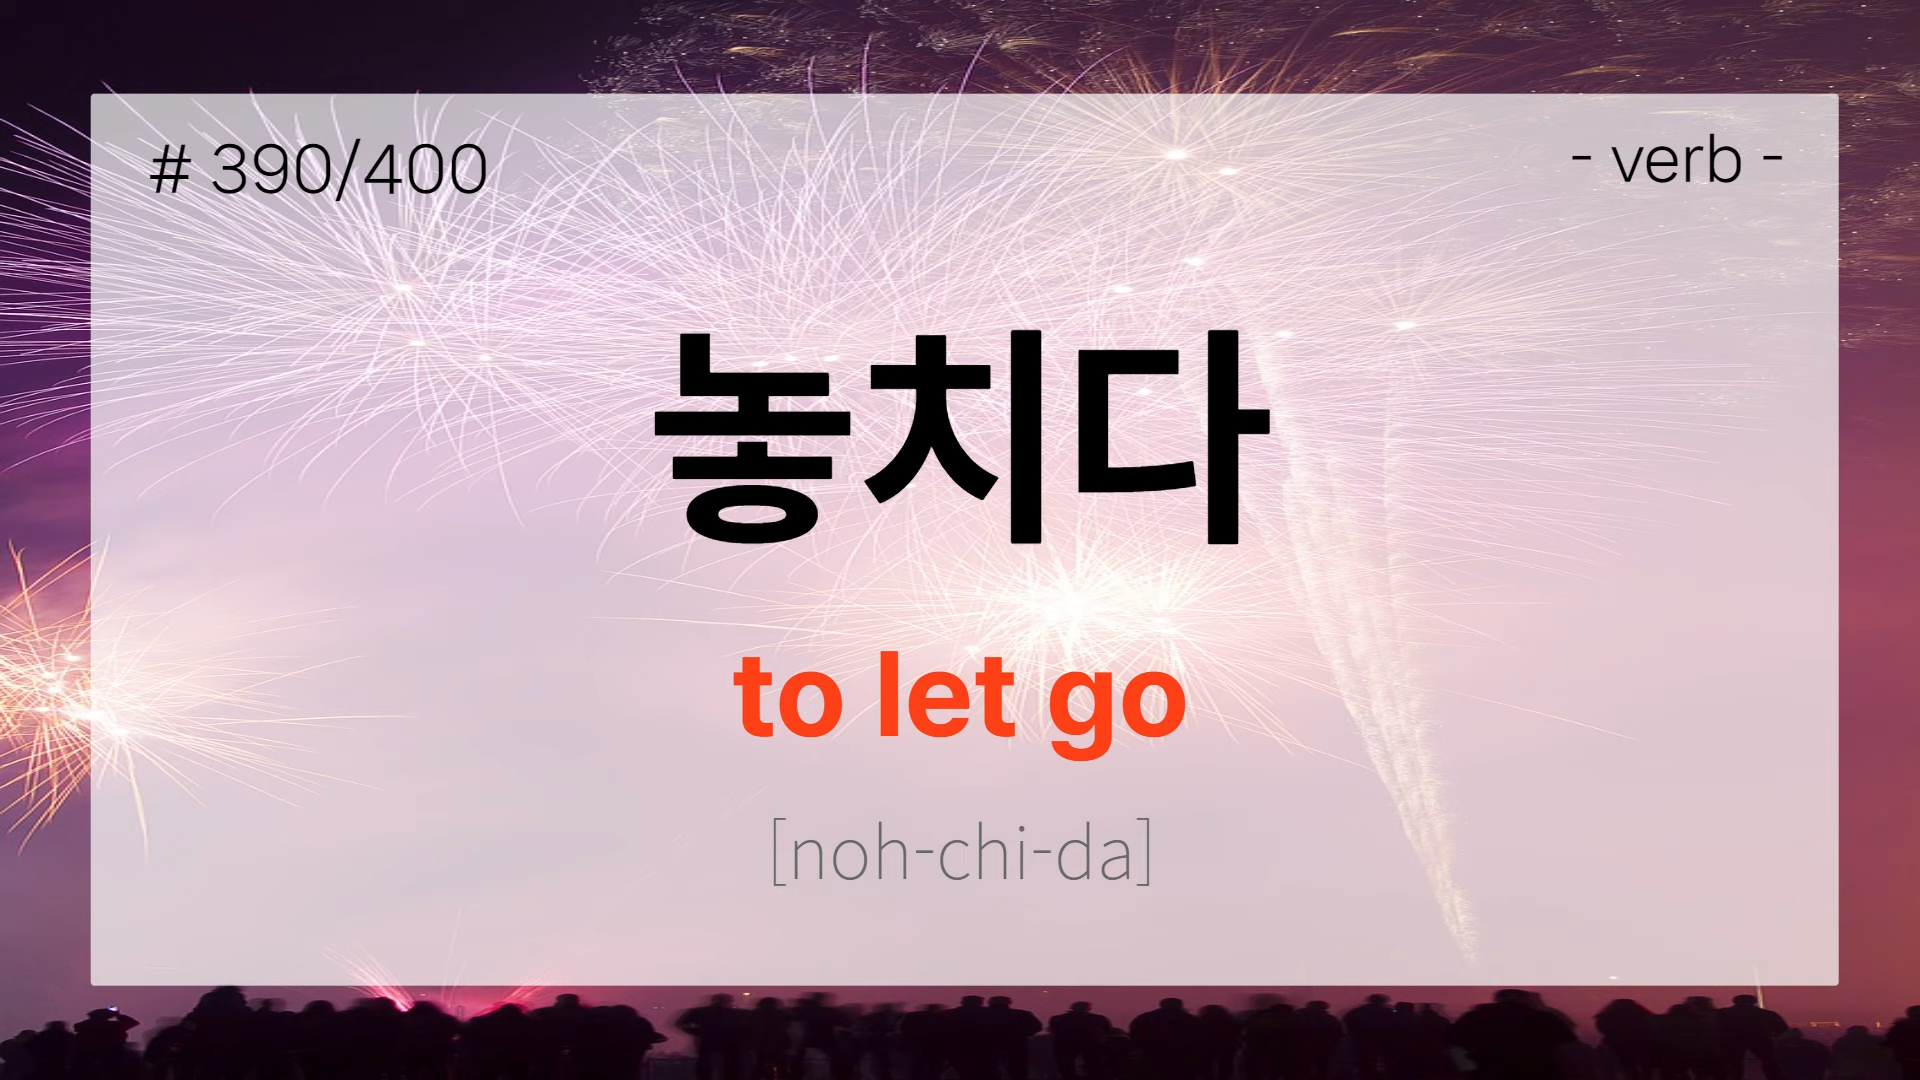 # 390/400
- verb -
놓치다
to let go
[noh-chi-da]